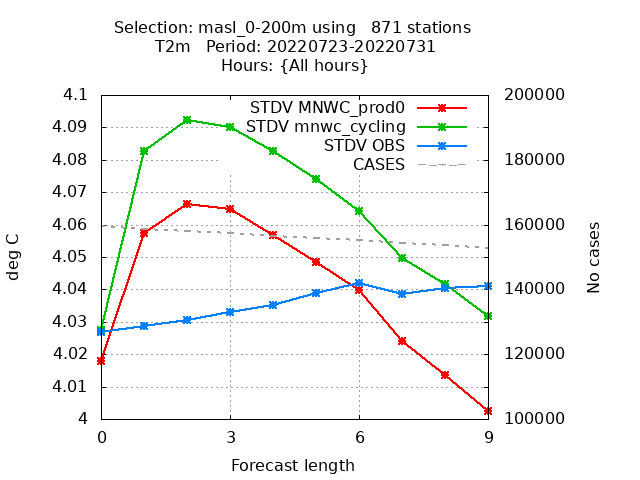 Selection: masl_0-200m using   871 stations
T2m   Period: 20220723-20220731
Hours: {All hours}
4.1
4.09
4.08
4.07
4.06
4.05
4.04
4.03
4.02
4.01
4
200000
180000
160000
140000
120000
100000
STDV MNWC_prod0
STDV mnwc_cycling
STDV OBS
CASES
deg C
No cases
0 3 6 9
Forecast length